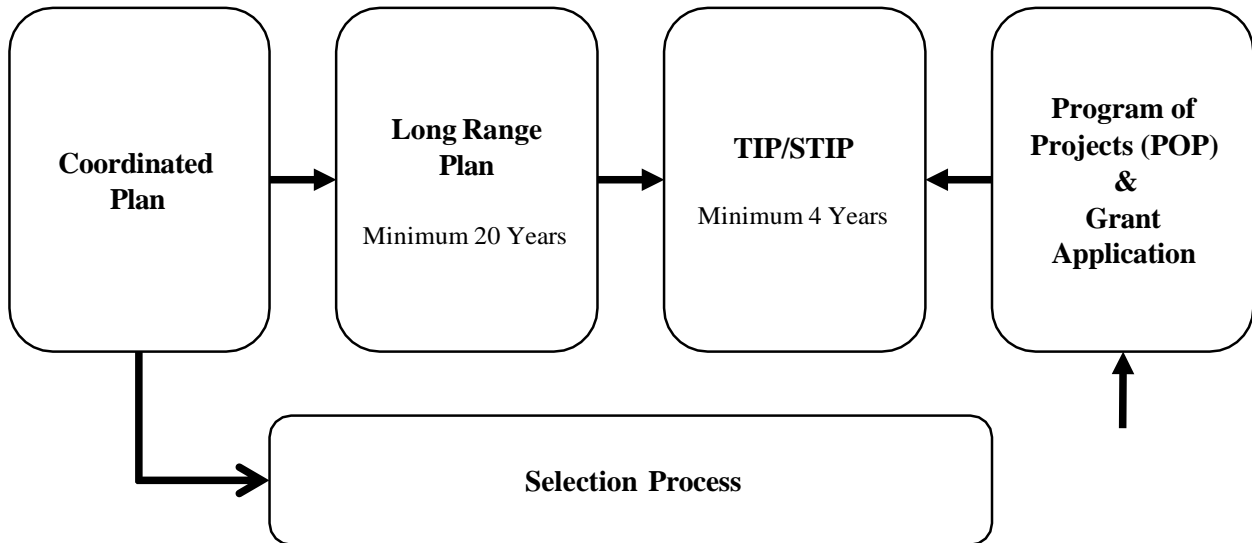 Coordinated
Plan
Long Range
Plan
Minimum 20 Years
TIP/STIP
Minimum 4 Years
Program of
Projects (POP)
&
Grant
Application
Selection Process